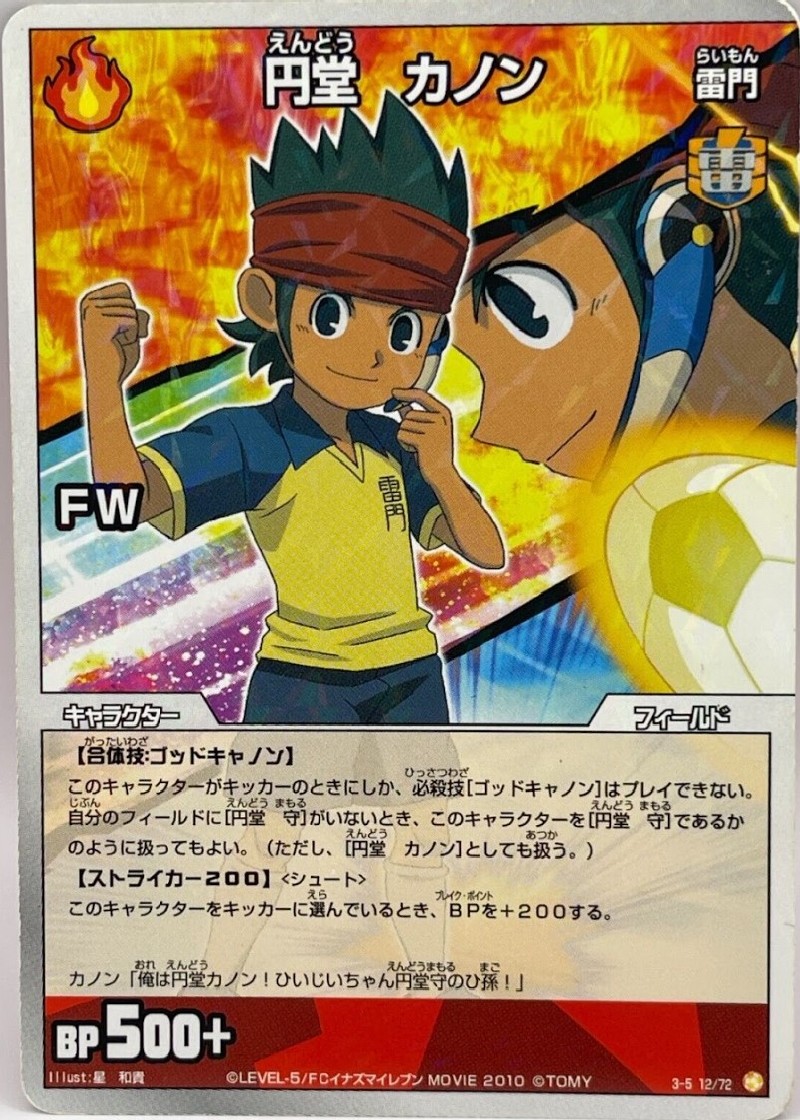 えんどう
円堂 カノン
らいもん
雷門
雷
雷門
FW
キャラクター
フィールド
がったいわざ
【合体技:ゴッドキャノン】
ひっさつわざ
このキャラクターがキッカーのときにしか、必殺技[ゴッドキャノン]はプレイできない。
じぶん えんどう まもる えんどう まもる
自分のフィールドに[円堂 守]がいないとき、このキャラクターを[円堂 守]であるか
えんどう あつか
のように扱ってもよい。(ただし、[円堂 カノン]としても扱う。)
【ストライカー200】<シュート>
えら ブレイク・ポイント
このキャラクターをキッカーに選んでいるとき、BPを+200する。
おれ えんどう えんどうまもる まご
カノン「俺は円堂カノン!ひいじいちゃん円堂守のひ孫!」
BP 500+
Illust:星 和貴 ©LEVEL-5/FCイナズマイレブン MOVIE 2010 ©TOMY 3-5 12/72